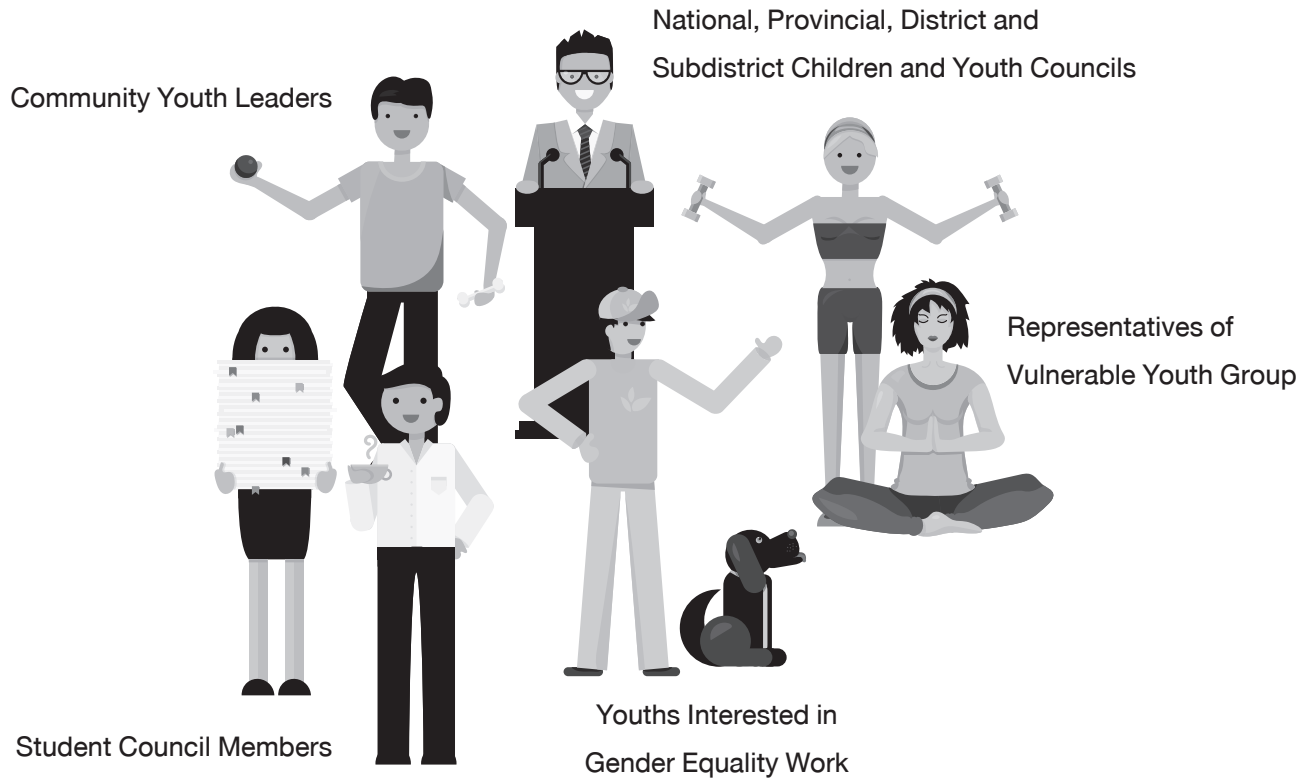 National, Provincial, District and
Subdistrict Children and Youth Councils
Community Youth Leaders
Representatives of
Vulnerable Youth Group
Youths Interested in
Gender Equality Work
Student Council Members